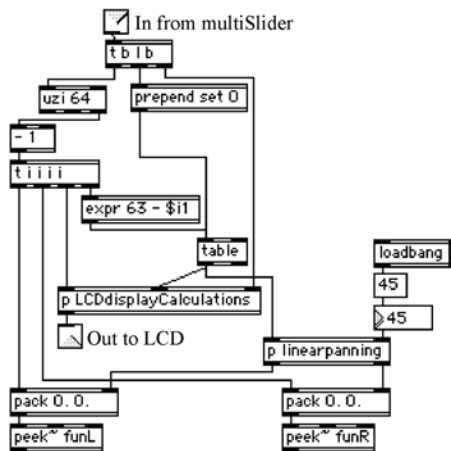 In from multiSlider
t b l b
uzi 64
prepend set 0
- 1
t i i i i
expr 63 - $i1
table
loadbang
p LCDdisplayCalculations
45
45
Out to LCD
p linearpanning
pack 0. 0.
pack 0. 0.
peek~ funL
peek~ funR